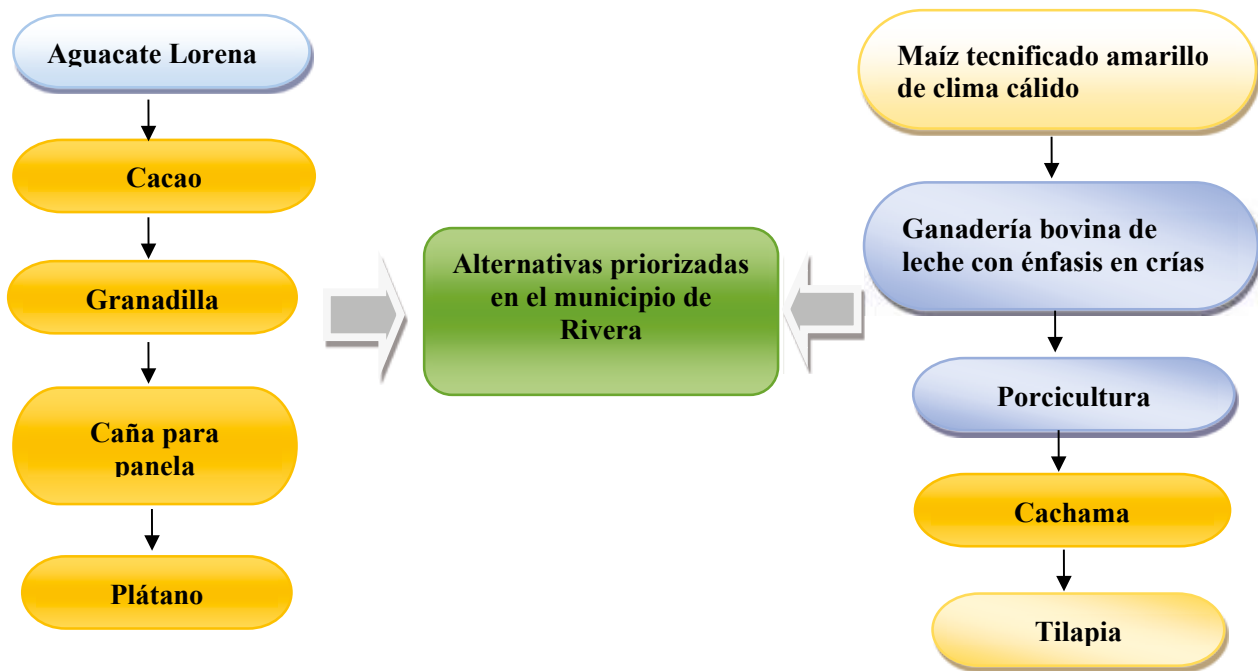 Aguacate Lorena
Cacao
Granadilla
Caña para
panela
Plátano
Alternativas priorizadas
en el municipio de
Rivera
Maíz tecnificado amarillo
de clima cálido
Ganadería bovina de
leche con énfasis en crías
Porcicultura
Cachama
Tilapia